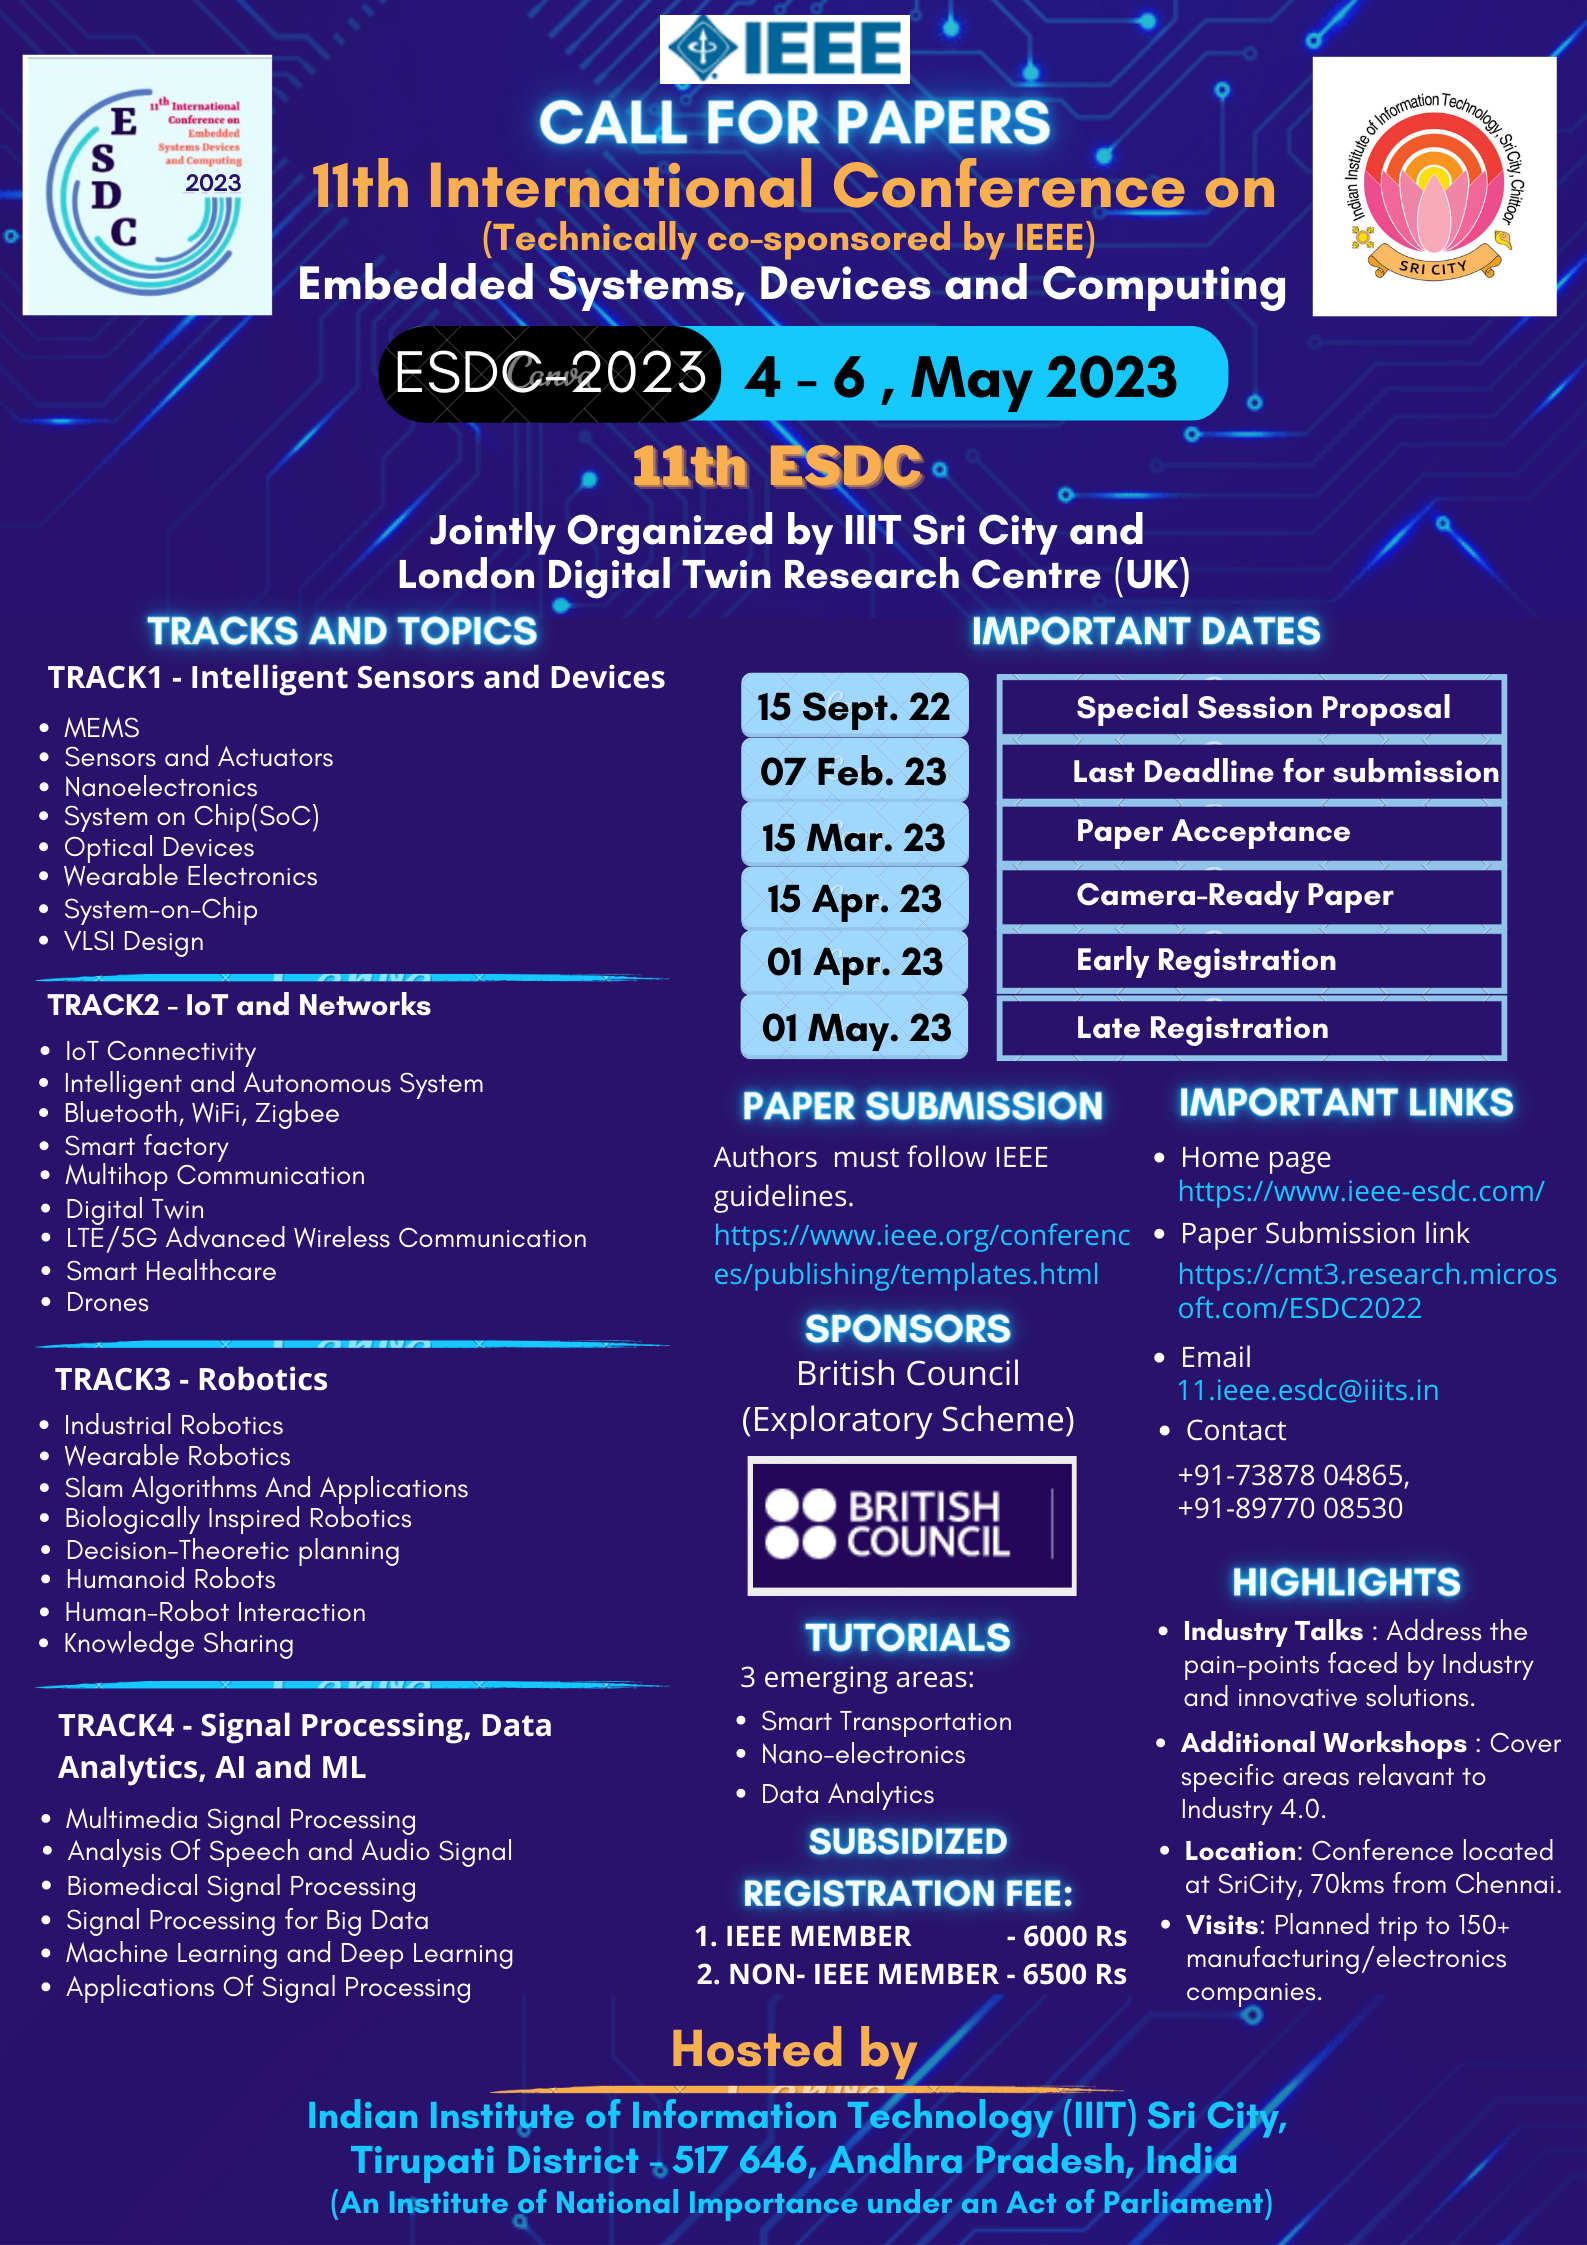 IEEE
CALL FOR PAPERS
11th International Conference on
(Technically co-sponsored by IEEE)
Embedded Systems, Devices and Computing
E
S
D
C
11th International
Conference on
Embedded
Systems Devices
and Computing
2023
Indian Institute of Information Technology, Sri City, Chittoor
SRI CITY
ESDC-2023
4 - 6 , May 2023
11th ESDC
Jointly Organized by IIIT Sri City and
London Digital Twin Research Centre (UK)
TRACKS AND TOPICS
TRACK1 - Intelligent Sensors and Devices
• MEMS
• Sensors and Actuators
• Nanoelectronics
• System on Chip(SoC)
• Optical Devices
• Wearable Electronics
• System-on-Chip
• VLSI Design
TRACK2 - IoT and Networks
• IoT Connectivity
• Intelligent and Autonomous System
• Bluetooth, WiFi, Zigbee
• Smart factory
• Multihop Communication
• Digital Twin
• LTE/5G Advanced Wireless Communication
• Smart Healthcare
• Drones
TRACK3 - Robotics
• Industrial Robotics
• Wearable Robotics
• Slam Algorithms And Applications
• Biologically Inspired Robotics
• Decision-Theoretic planning
• Humanoid Robots
• Human-Robot Interaction
• Knowledge Sharing
TRACK4 - Signal Processing, Data
Analytics, AI and ML
• Multimedia Signal Processing
• Analysis Of Speech and Audio Signal
• Biomedical Signal Processing
• Signal Processing for Big Data
• Machine Learning and Deep Learning
• Applications Of Signal Processing
IMPORTANT DATES
15 Sept. 22 Special Session Proposal
07 Feb. 23 Last Deadline for submission
15 Mar. 23 Paper Acceptance
15 Apr. 23 Camera-Ready Paper
01 Apr. 23 Early Registration
01 May. 23 Late Registration
PAPER SUBMISSION
Authors must follow IEEE
guidelines.
https://www.ieee.org/conferenc
es/publishing/templates.html
SPONSORS
British Council
(Exploratory Scheme)
BRITISH
COUNCIL
TUTORIALS
3 emerging areas:
• Smart Transportation
• Nano-electronics
• Data Analytics
SUBSIDIZED
REGISTRATION FEE:
1. IEEE MEMBER - 6000 Rs
2. NON- IEEE MEMBER - 6500 Rs
IMPORTANT LINKS
• Home page
https://www.ieee-esdc.com/
• Paper Submission link
https://cmt3.research.micros
oft.com/ESDC2022
• Email
11.ieee.esdc@iiits.in
• Contact
+91-73878 04865,
+91-89770 08530
HIGHLIGHTS
• Industry Talks : Address the
pain-points faced by Industry
and innovative solutions.
• Additional Workshops : Cover
specific areas relavant to
Industry 4.0.
• Location: Conference located
at SriCity, 70kms from Chennai.
• Visits: Planned trip to 150+
manufacturing/electronics
companies.
Hosted by
Indian Institute of Information Technology (IIIT) Sri City,
Tirupati District - 517 646, Andhra Pradesh, India
(An Institute of National Importance under an Act of Parliament)